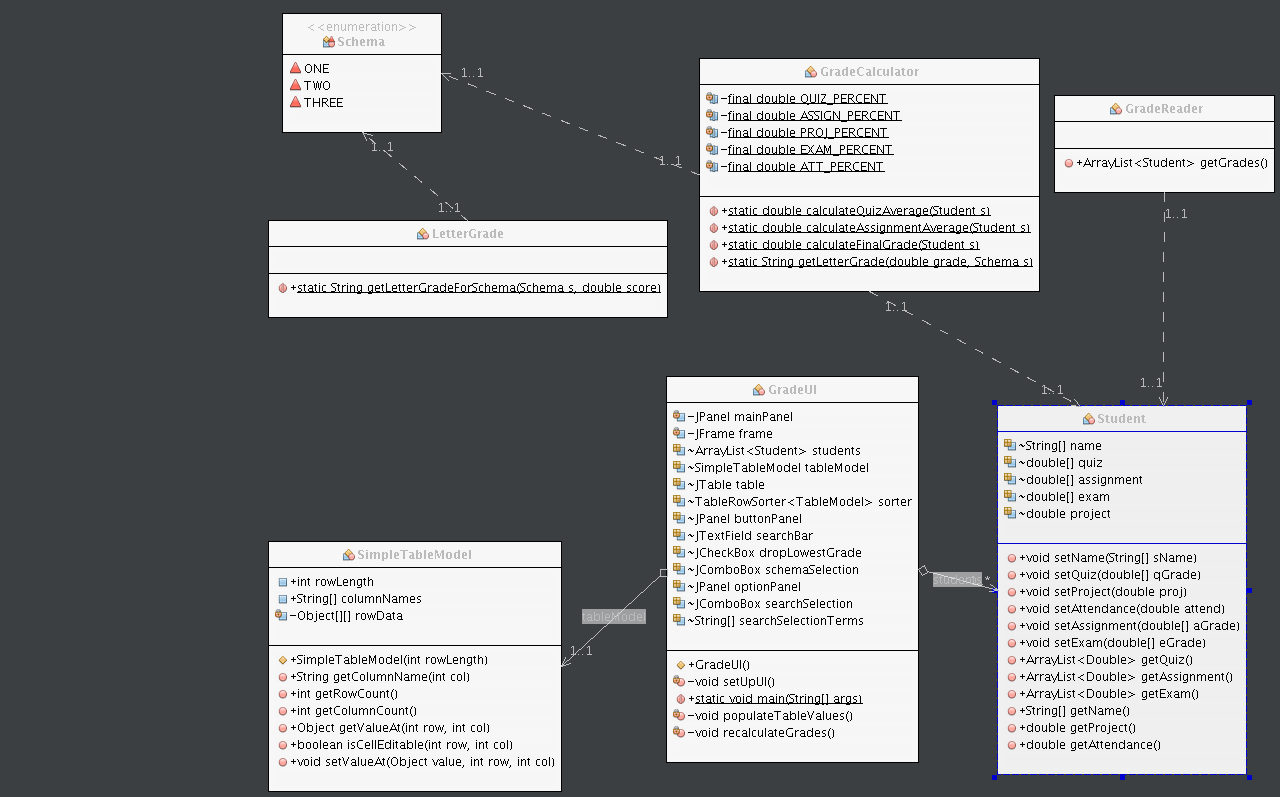 <<enumeration>>
Schema
ONE
TWO
THREE
1..1
1..1
1..1
1..1
LetterGrade
+static String getLetterGradeForSchema(Schema s, double score)
GradeCalculator
-final double QUIZ_PERCENT
-final double ASSIGN_PERCENT
-final double PROJ_PERCENT
-final double EXAM_PERCENT
-final double ATT_PERCENT
+static double calculateQuizAverage(Student s)
+static double calculateAssignmentAverage(Student s)
+static double calculateFinalGrade(Student s)
+static String getLetterGrade(double grade, Schema s)
GradeReader
+ArrayList<Student> getGrades()
1..1
1..1
1..1
1..1
GradeUI
-JPanel mainPanel
-JFrame frame
~ArrayList<Student> students
~SimpleTableModel tableModel
~JTable table
~TableRowSorter<TableModel> sorter
~JPanel buttonPanel
~JTextField searchBar
~JCheckBox dropLowestGrade
~JComboBox schemaSelection
~JPanel optionPanel
~JComboBox searchSelection
~String[] searchSelectionTerms
+GradeUI()
-void setUpUI()
+static void main(String[] args)
-void populateTableValues()
-void recalculateGrades()
students *
tableModel
1..1
Student
~String[] name
~double[] quiz
~double[] assignment
~double[] exam
~double project
+void setName(String[] sName)
+void setQuiz(double[] qGrade)
+void setProject(double proj)
+void setAttendance(double attend)
+void setAssignment(double[] aGrade)
+void setExam(double[] eGrade)
+ArrayList<Double> getQuiz()
+ArrayList<Double> getAssignment()
+ArrayList<Double> getExam()
+String[] getName()
+double getProject()
+double getAttendance()
SimpleTableModel
+int rowLength
+String[] columnNames
-Object[][] rowData
+SimpleTableModel(int rowLength)
+String getColumnName(int col)
+int getRowCount()
+int getColumnCount()
+Object getValueAt(int row, int col)
+boolean isCellEditable(int row, int col)
+void setValueAt(Object value, int row, int col)